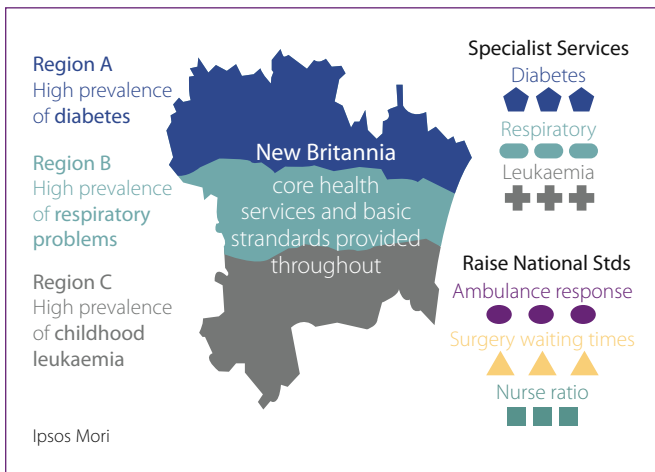 Region A
High prevalence
of diabetes
Region B
High prevalence
of respiratory
problems
Region C
High prevalence
of childhood
leukaemia
New Britannia
core health
services and basic
strandards provided
throughout
Specialist Services
Diabetes
Respiratory
Leukaemia
Raise National Stds
Ambulance response
Surgery waiting times
Nurse ratio
Ipsos Mori